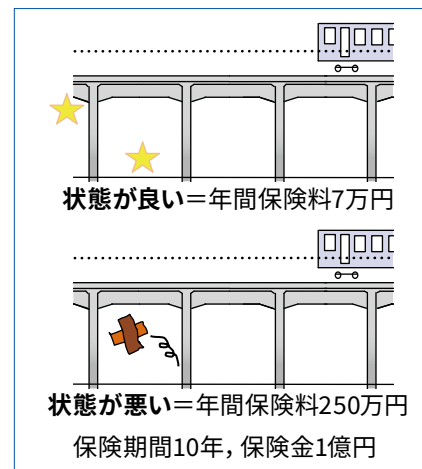 状態が良い＝年間保険料7万円
状態が悪い＝年間保険料250万円
保険期間10年，保険金1億円